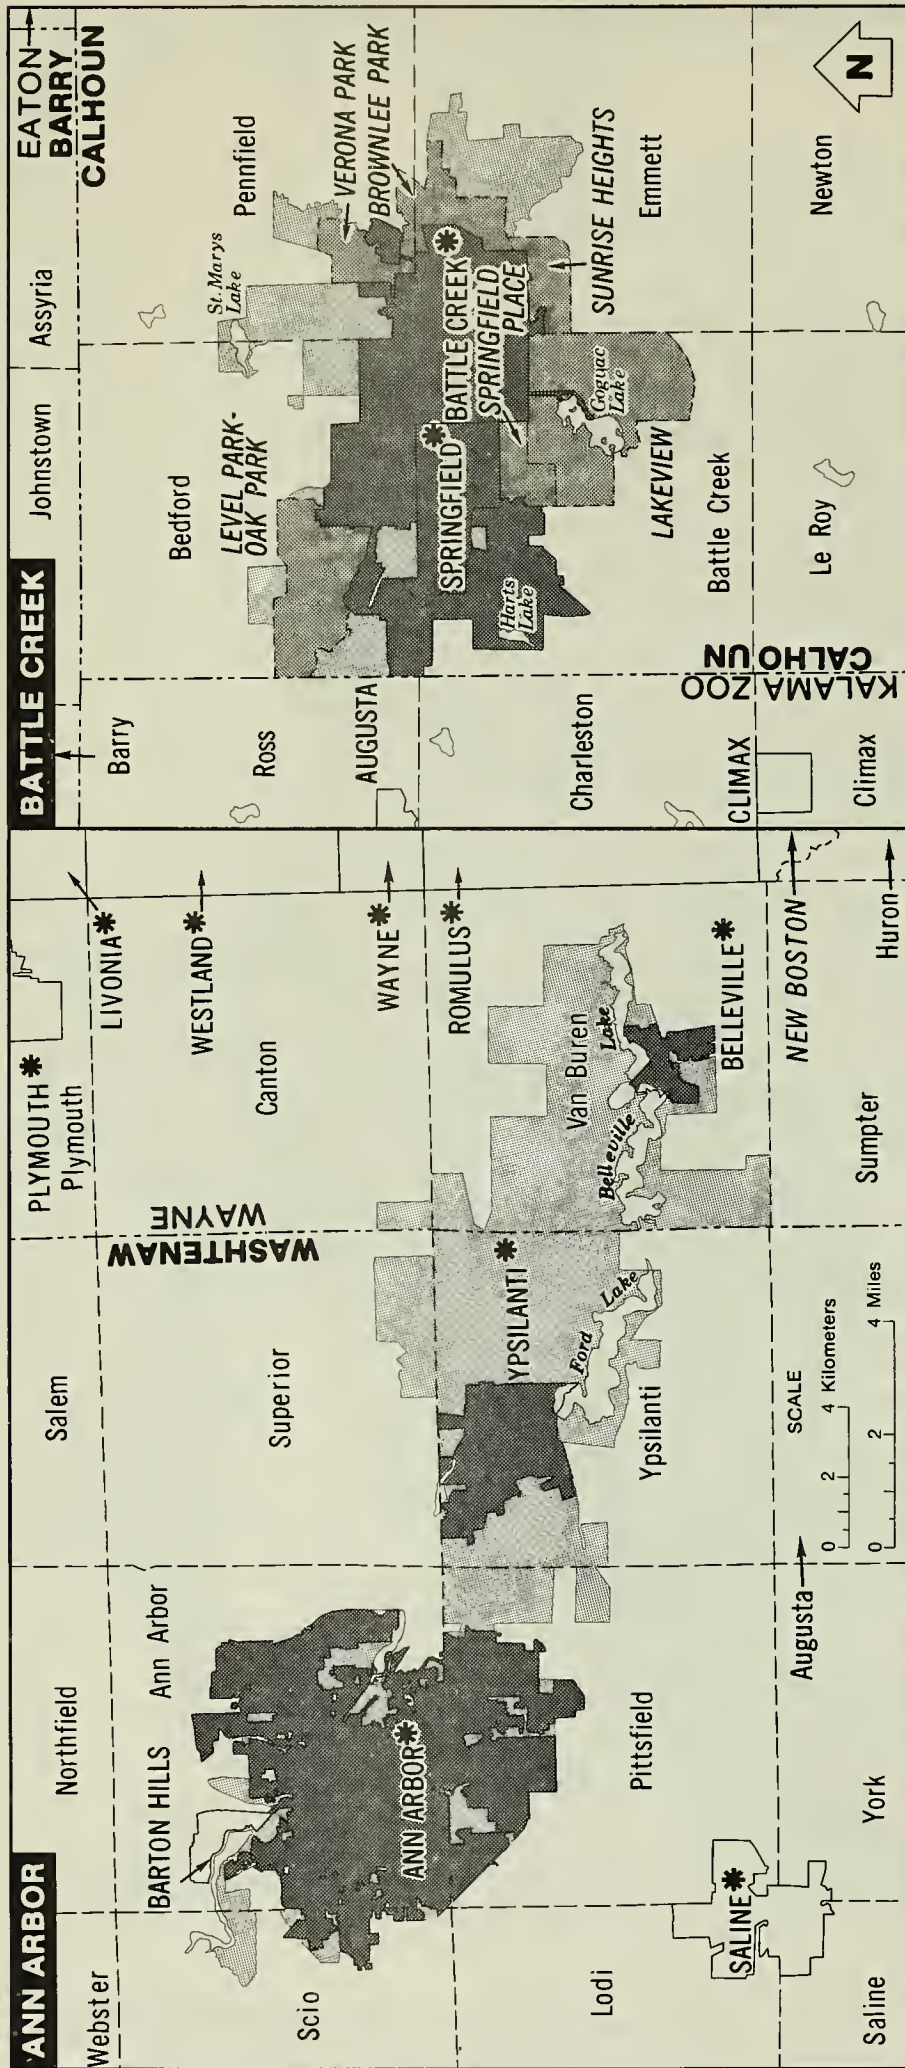 ANN ARBOR
Webster
Northfield
Salem
PLYMOUTH
Plymouth
LIVONIA
BARTON HILLS
Ann Arbor
WASHTENAW
WAYNE
WESTLAND
Scio
Superior
Canton
ANN ARBOR
WAYNE
ROMULUS
YPSILANTI
Van Buren
Ford Lake
Belleville Lake
Lodi
Pittsfield
Ypsilanti
BELLEVILLE
SALINE
SCALE
0 2 4 Kilometers
0 2 4 Miles
Augusta
NEW BOSTON
Saline
York
Sumpter
Huron
BATTLE CREEK
Johnstown
Assyria
EATON
BARRY
CALHOUN
Barry
Bedford
St. Marys
Lake
Pennfield
Ross
LEVEL PARK-
OAK PARK
VERONA PARK
BROWNLEE PARK
AUGUSTA
SPRINGFIELD
BATTLE CREEK
SPRINGFIELD
PLACE
Harts
Lake
Goguac
Lake
SUNRISE HEIGHTS
Charleston
LAKEVIEW
Emmett
Battle Creek
KALAMAZOO
CALHOUN
CLIMAX
Climax
Le Roy
Newton
N